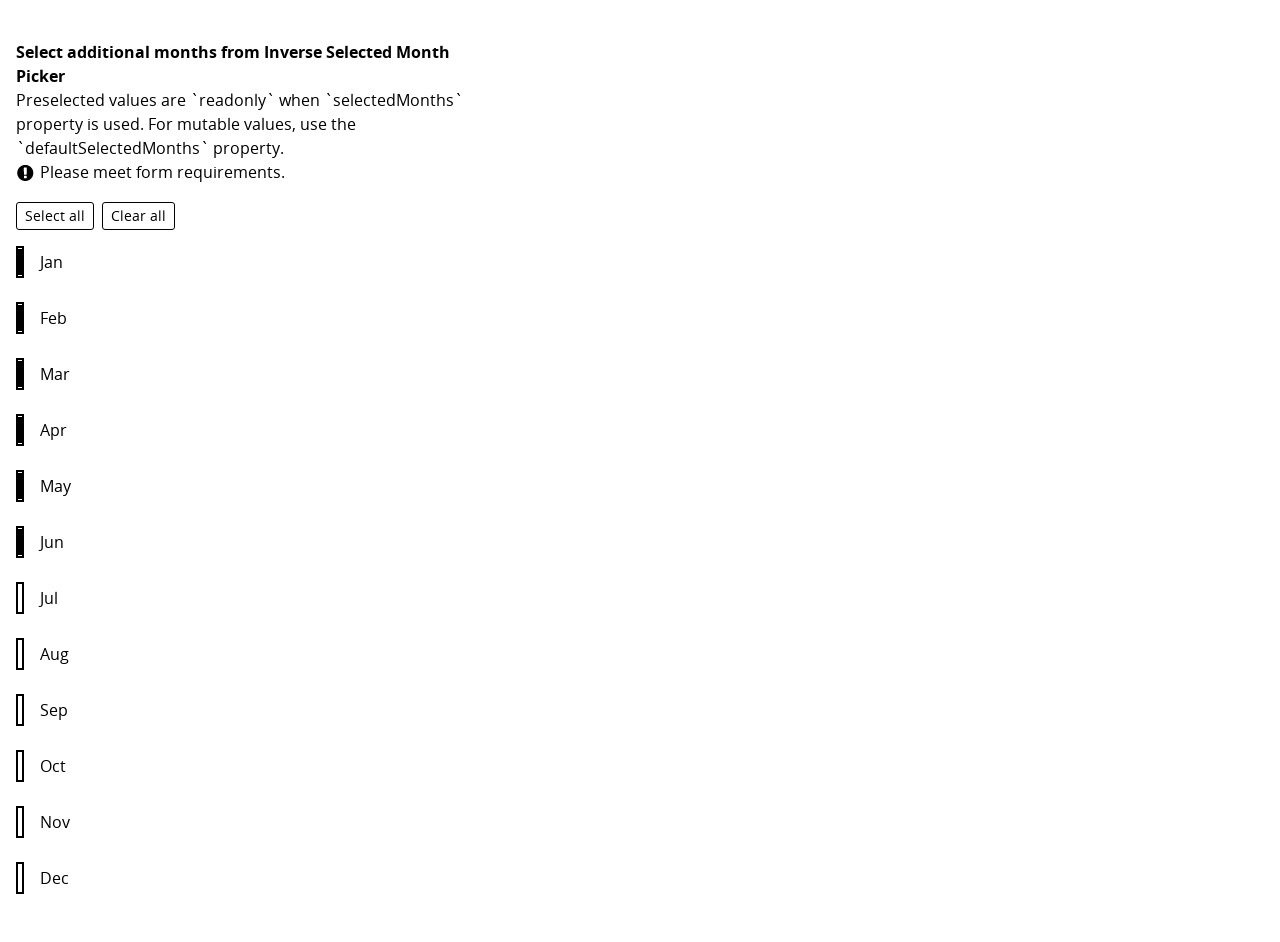 Select additional months from Inverse Selected Month
Picker
Preselected values are `readonly` when `selectedMonths`
property is used. For mutable values, use the
`defaultSelectedMonths` property.
Please meet form requirements.
Select all Clear all
Jan
Feb
Mar
Apr
May
Jun
Jul
Aug
Sep
Oct
Nov
Dec